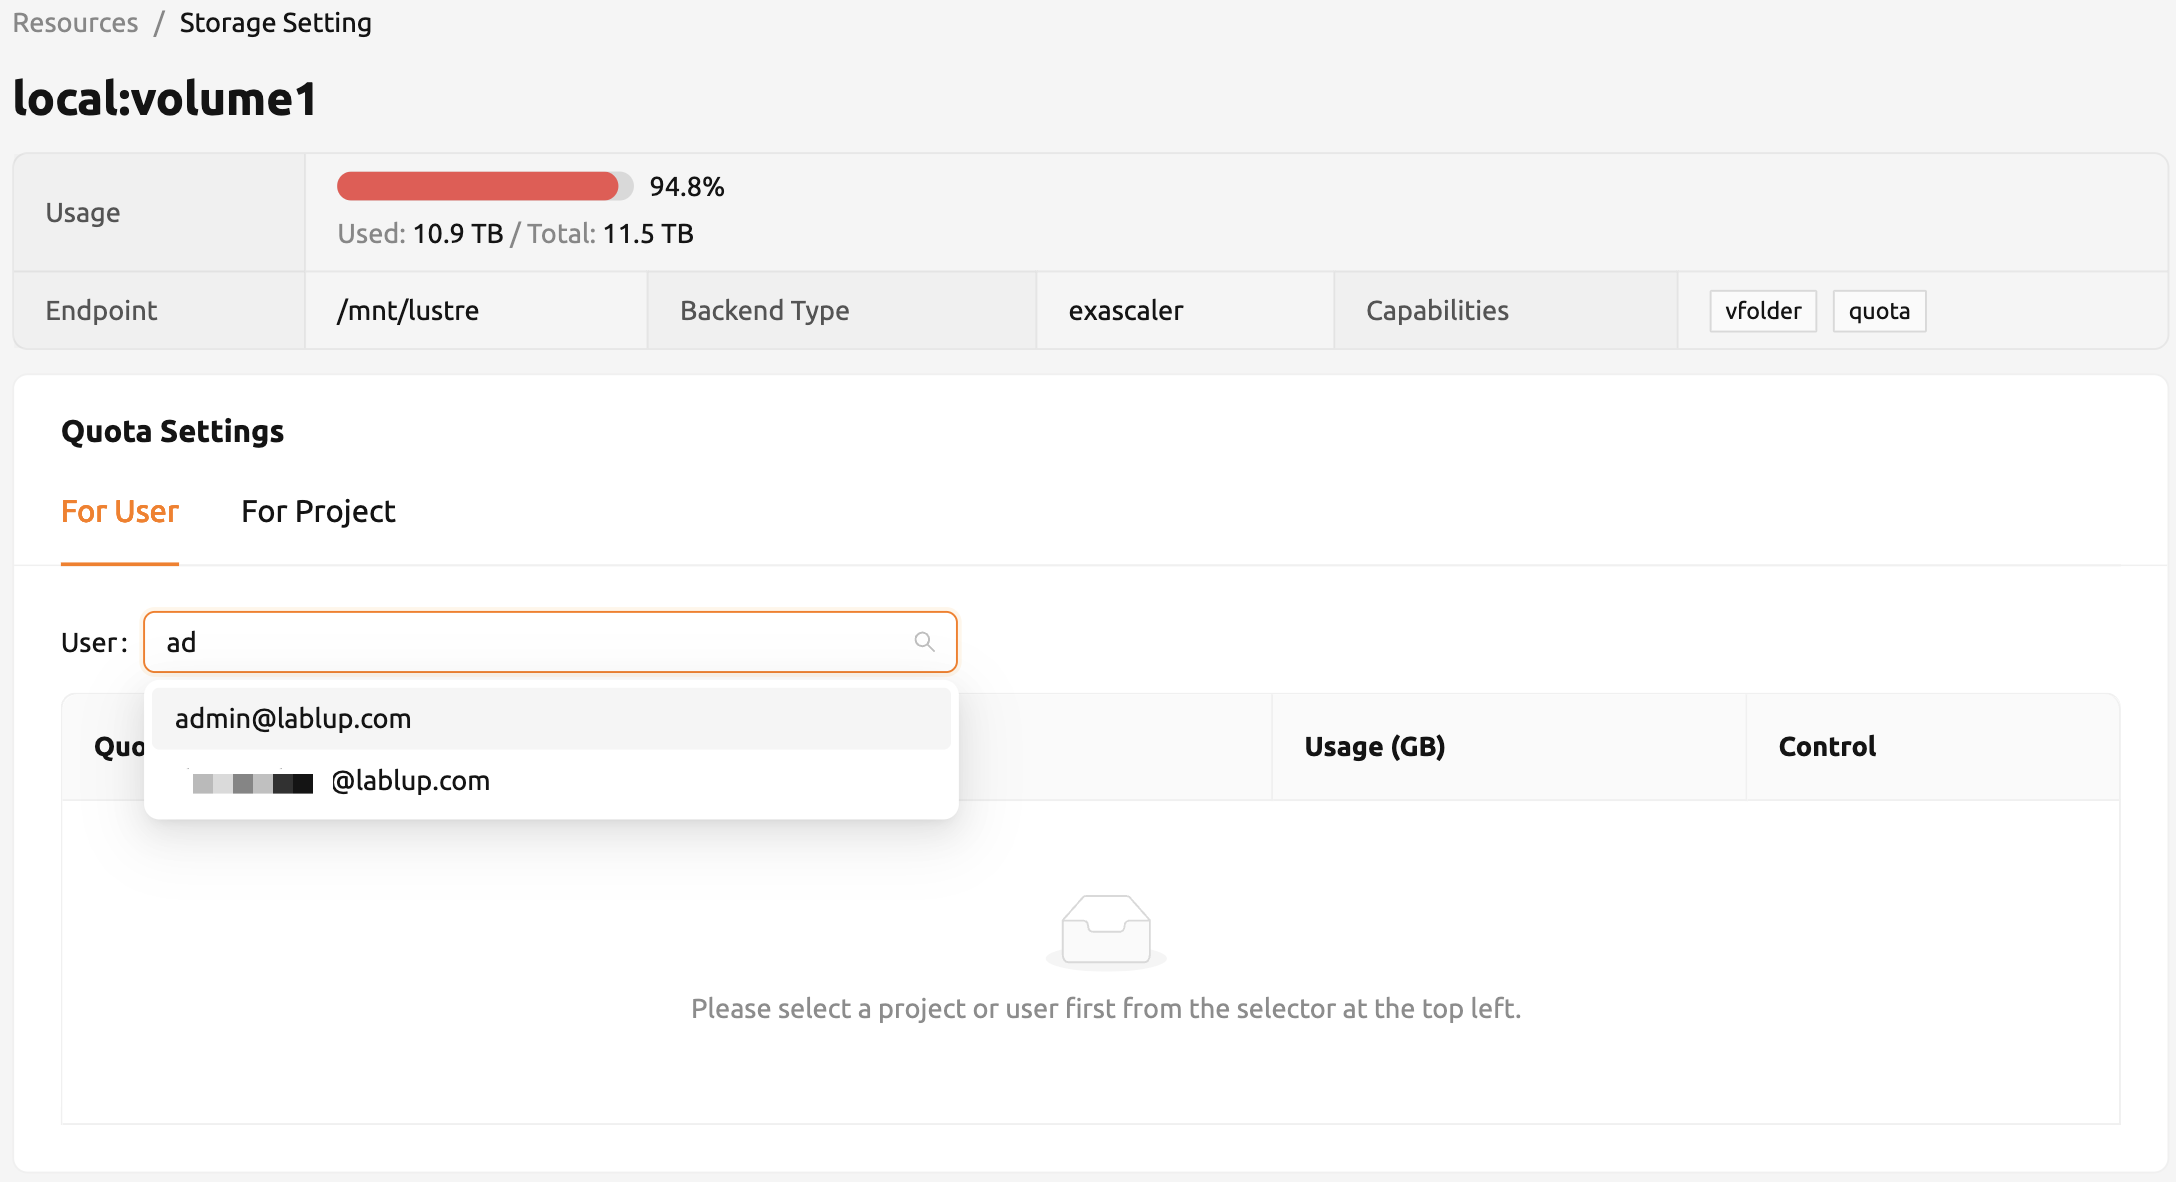 Resources / Storage Setting
local:volume1
Usage
94.8%
Used: 10.9 TB / Total: 11.5 TB
Endpoint
/mnt/lustre
Backend Type
exascaler
Capabilities
vfolder
quota
Quota Settings
For User
For Project
User:
ad
admin@lablup.com
@lablup.com
Quo
Usage (GB)
Control
Please select a project or user first from the selector at the top left.